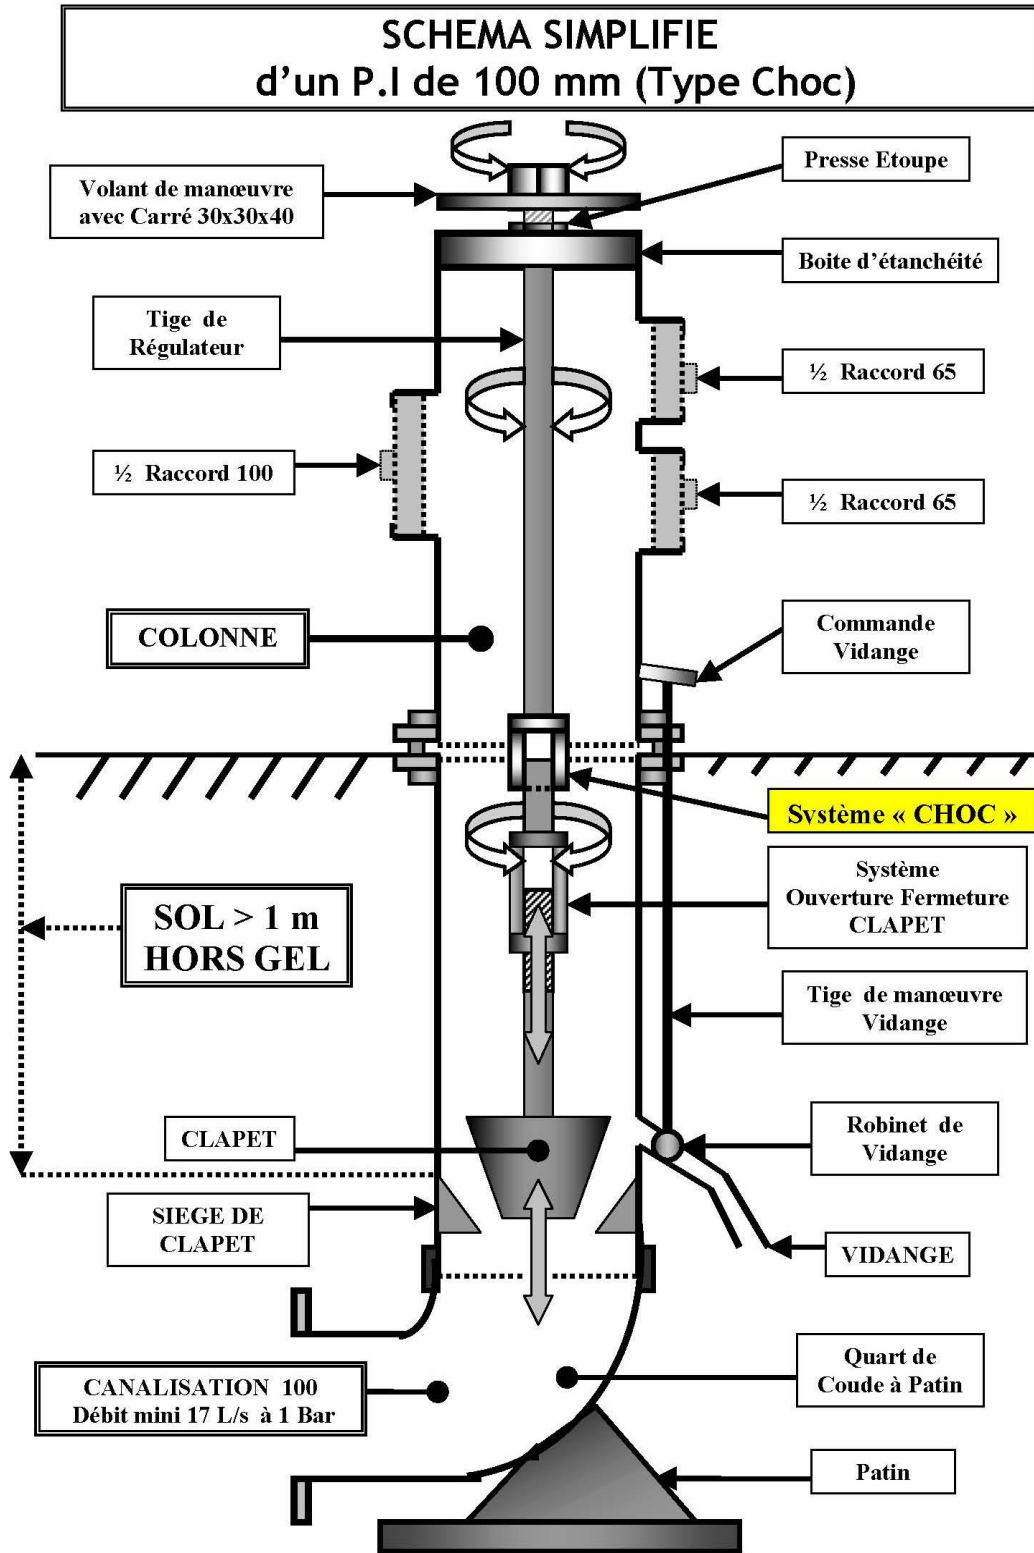 SCHEMA SIMPLIFIE
d'un P.I de 100 mm (Type Choc)
Presse Etoupe
Volant de manœuvre
avec Carré 30x30x40
Boite d'étanchéité
Tige de
Régulateur
½ Raccord 65
½ Raccord 100
½ Raccord 65
COLONNE
Commande
Vidange
Système « CHOC »
Système
Ouverture Fermeture
CLAPET
SOL > 1 m
HORS GEL
Tige de manœuvre
Vidange
CLAPET
Robinet de
Vidange
SIEGE DE
CLAPET
VIDANGE
CANALISATION 100
Débit mini 17 L/s à 1 Bar
Quart de
Coude à Patin
Patin